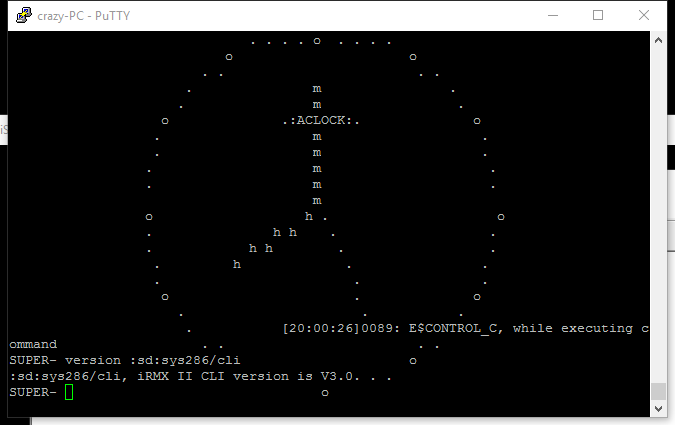 crazy-PC - PuTTY
. . . . o . . . .
o o
. . . .
. m .
. m .
o .:ACLOCK:. o
. m .
. m .
. m .
. m .
m
o h . o
. h h . .
. h h . .
. h . .
. .
o . o
. . .
. [20:00:26]0089: E$CONTROL_C, while executing c
ommand . . . .
SUPER- version :sd:sys286/cli o
:sd:sys286/cli, iRMX II CLI version is V3.0. . .
SUPER- o